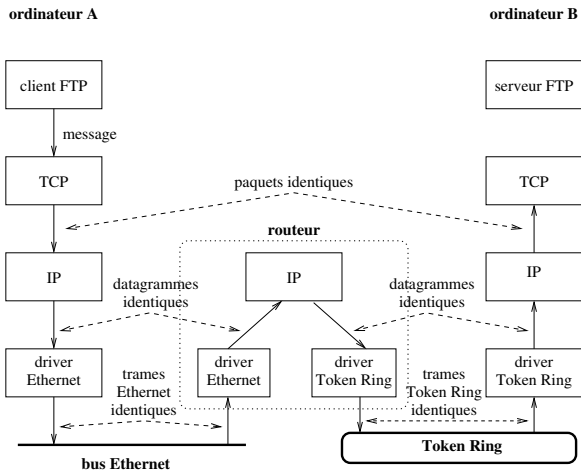 ordinateur A
ordinateur B
client FTP
serveur FTP
message
TCP
paquets identiques
TCP
routeur
IP
datagrammes
identiques
IP
datagrammes
identiques
IP
driver
Ethernet
trames
Ethernet
identiques
driver
Ethernet
driver
Token Ring
trames
Token Ring
identiques
driver
Token Ring
bus Ethernet
Token Ring